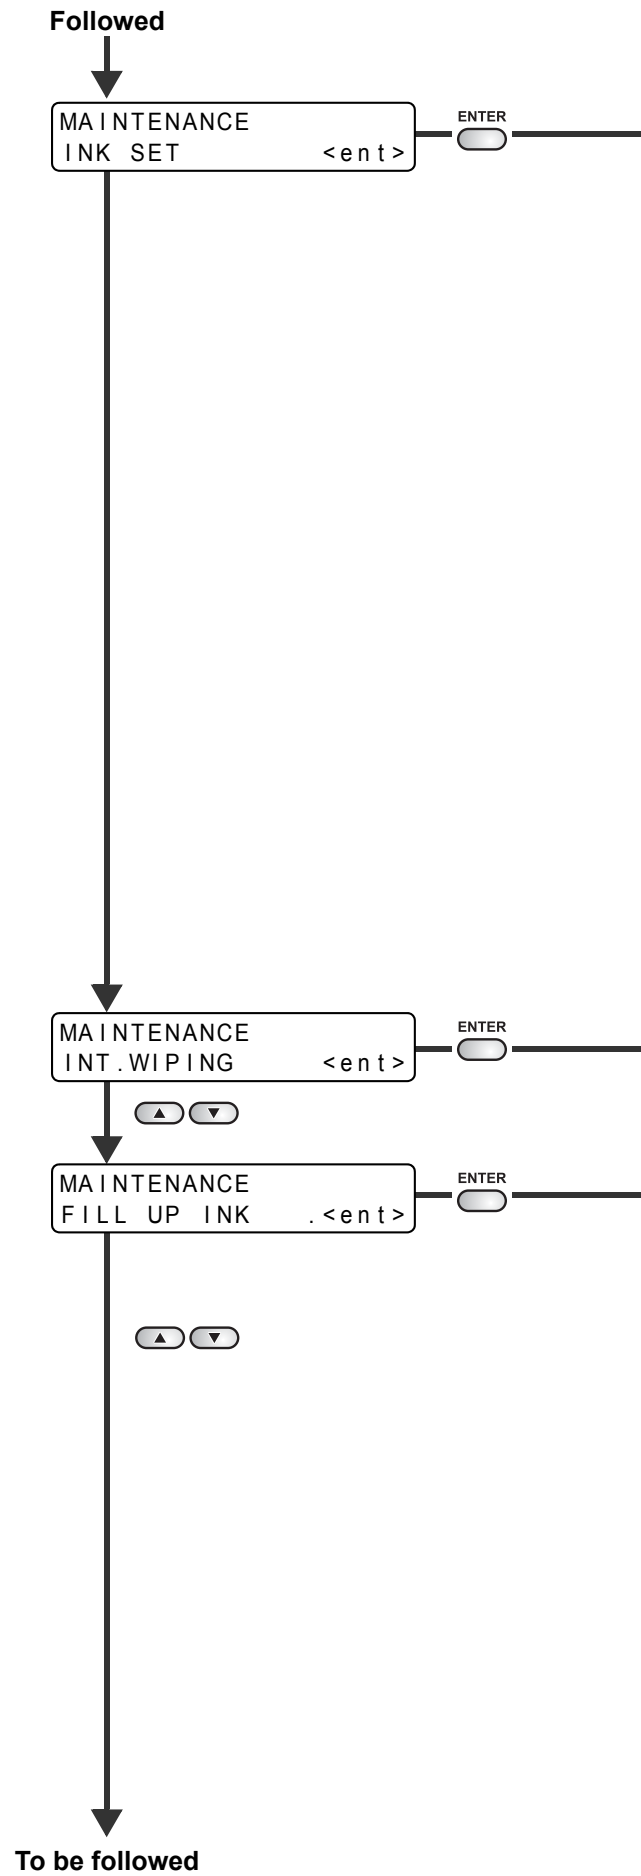 Followed
MAINTENANCE
INK SET <ent>
ENTER
MAINTENANCE
INT.WIPING <ent>
ENTER
MAINTENANCE
FILL UP INK .<ent>
ENTER
To be followed